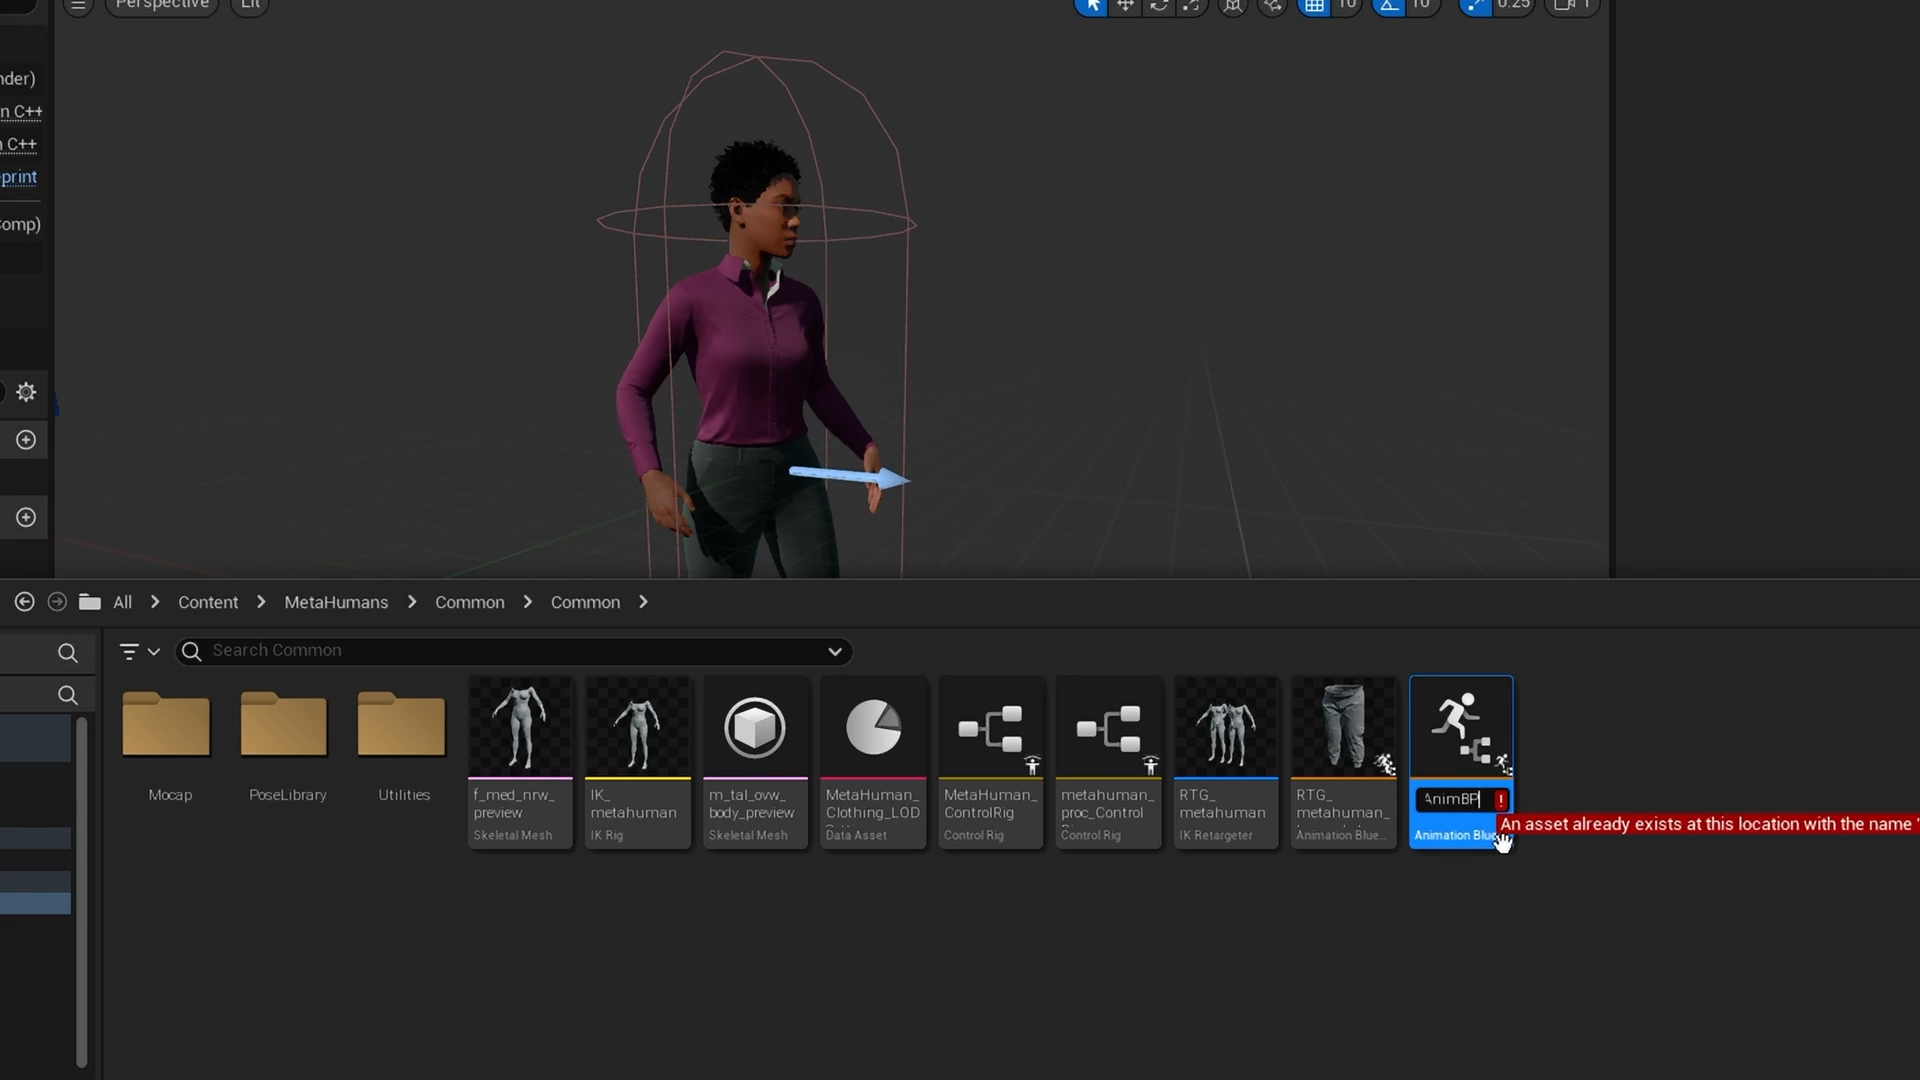 Perspective
Lit
10
10
0.25
1
nder)
n C++
n C++
print
Comp)
All
Content
MetaHumans
Common
Common
Search Common
Mocap
PoseLibrary
Utilities
f_med_nrw_
preview
Skeletal Mesh
IK_
metahuman
IK Rig
m_tal_ovw_
body_preview
Skeletal Mesh
MetaHuman_
Clothing_LOD
Data Asset
MetaHuman_
ControlRig
Control Rig
metahuman_
proc_Control
Control Rig
RTG_
metahuman
IK Retargeter
RTG_
metahuman_
Animation Blue...
AnimBP
!
Animation Blue
An asset already exists at this location with the name '